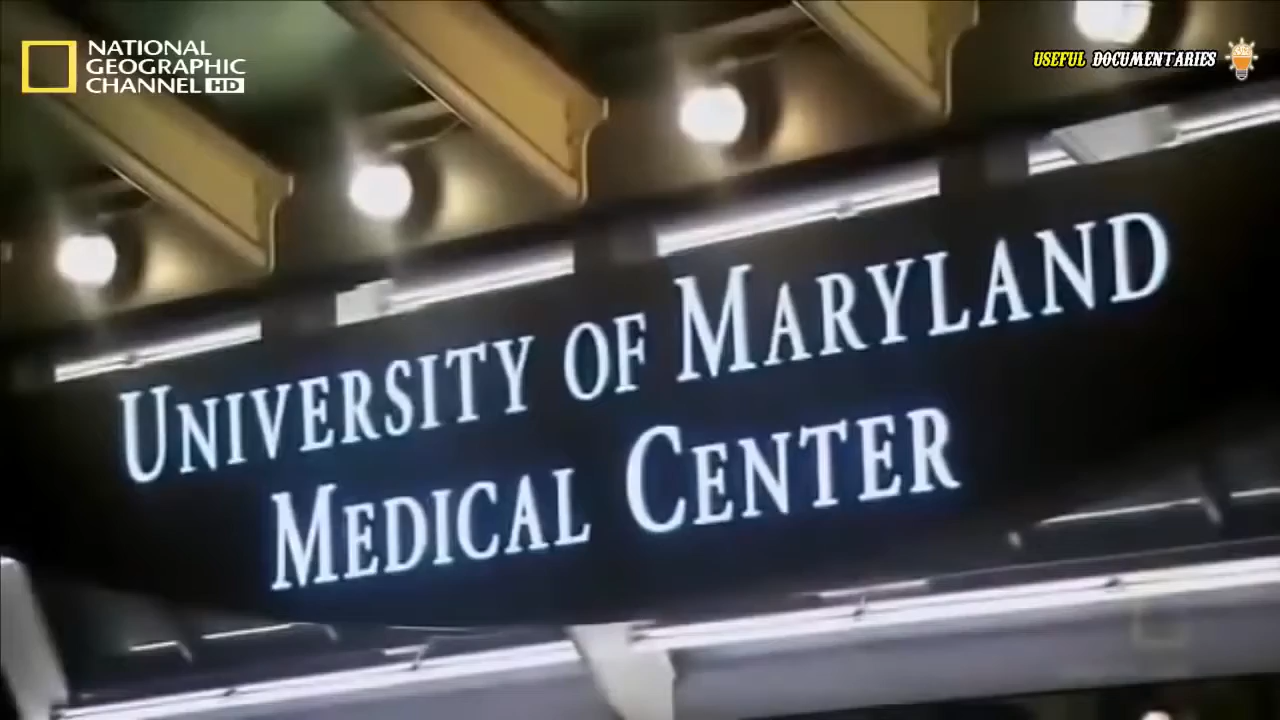 NATIONAL
GEOGRAPHIC
CHANNEL HD
USEFUL DOCUMENTARIES
UNIVERSITY OF MARYLAND
MEDICAL CENTER